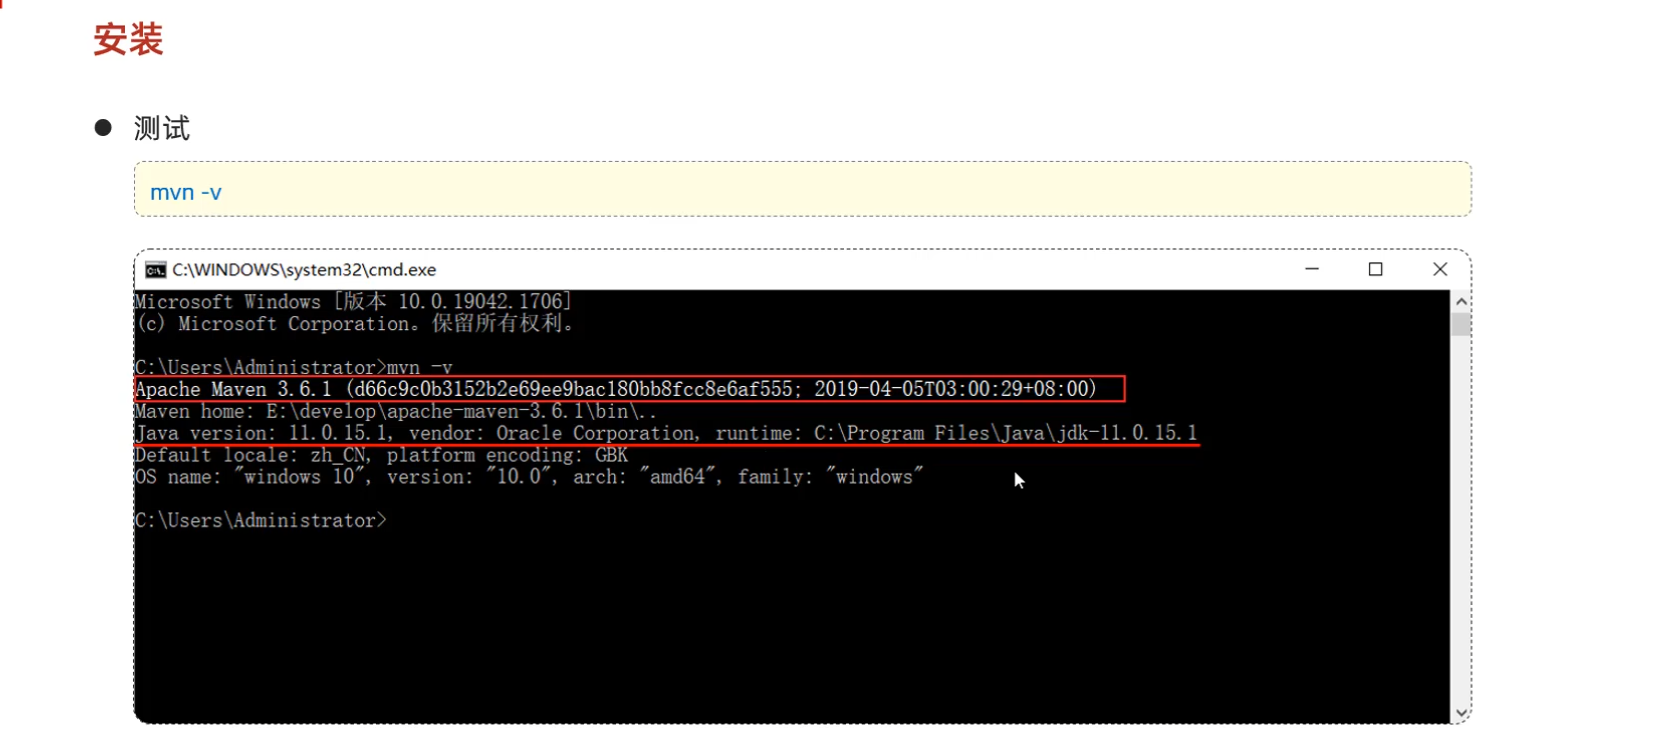 安装
● 测试
mvn -v
C:\WINDOWS\system32\cmd.exe
Microsoft Windows [版本 10.0.19042.1706]
(c) Microsoft Corporation。保留所有权利。
C:\Users\Administrator>mvn -v
Apache Maven 3.6.1 (d66c9c0b3152b2e69ee9bac180bb8fcc8e6af555; 2019-04-05T03:00:29+08:00)
Maven home: E:\develop\apache-maven-3.6.1\bin\..
Java version: 11.0.15.1, vendor: Oracle Corporation, runtime: C:\Program Files\Java\jdk-11.0.15.1
Default locale: zh_CN, platform encoding: GBK
OS name: "windows 10", version: "10.0", arch: "amd64", family: "windows"
C:\Users\Administrator>